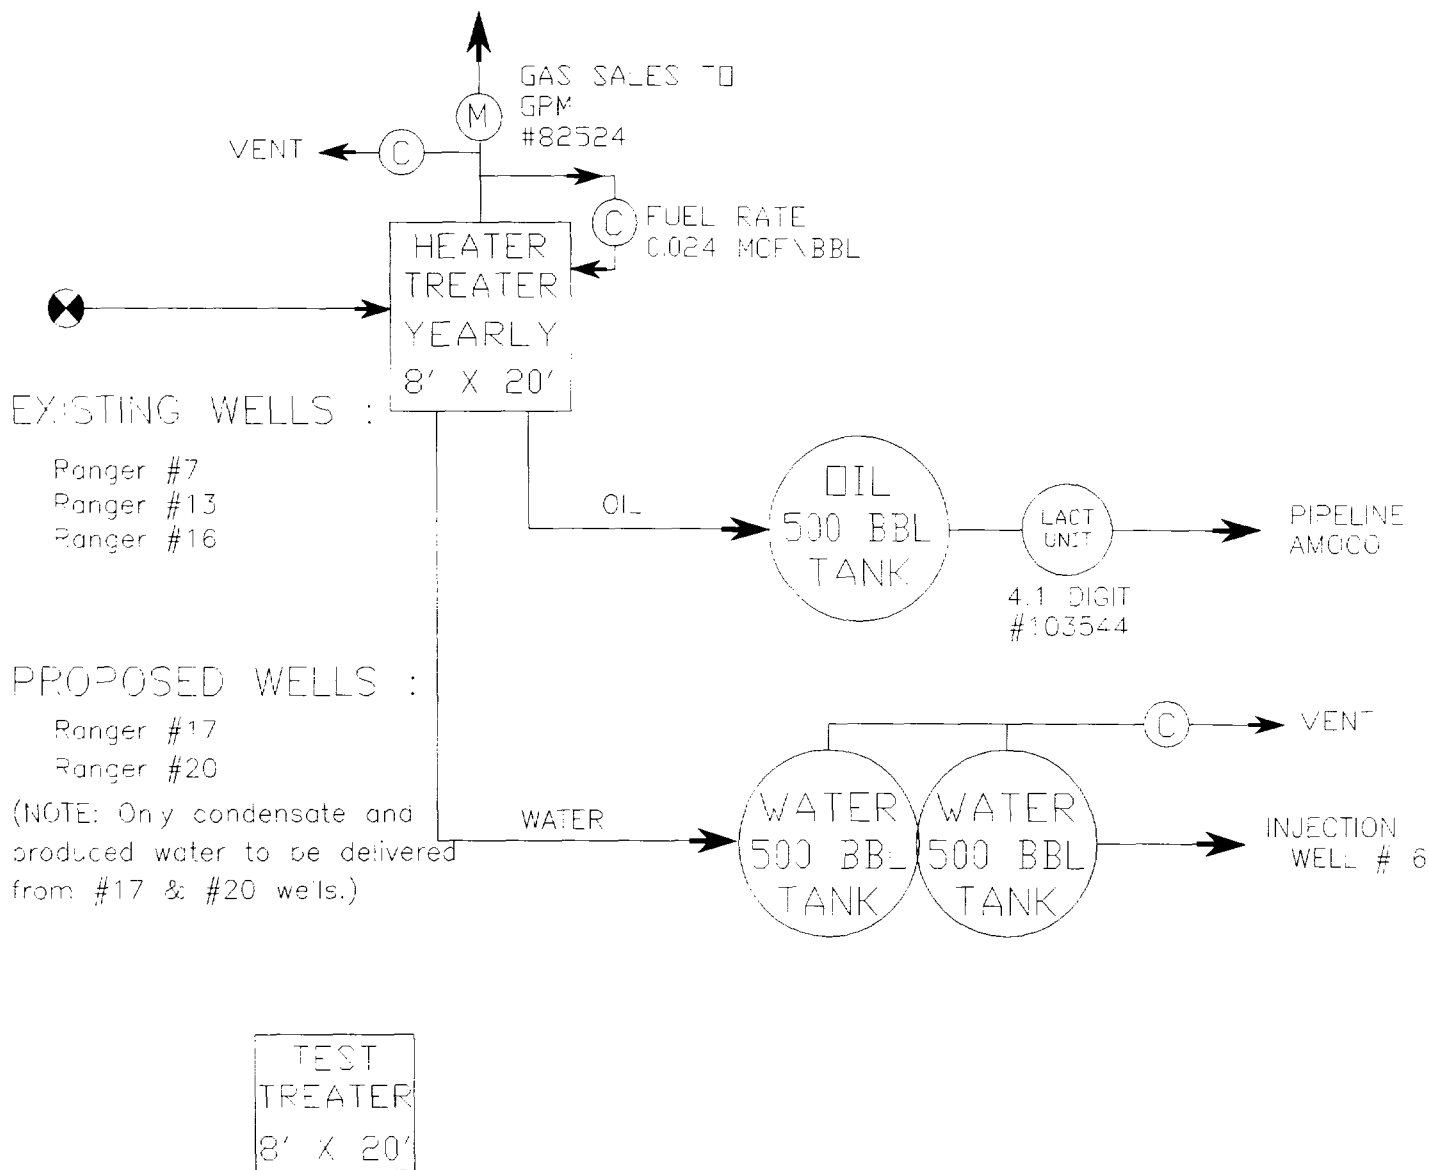 GAS SALES TO
GPM
#82524
M
VENT
C
C
FUEL RATE
0.024 MCF\BBL
HEATER
TREATER
YEARLY
8' X 20'
EXISTING WELLS :
Ranger #7
Ranger #13
Ranger #16
OIL
OIL
500 BBL
TANK
LACT
UNIT
PIPELINE
AMOCO
4.1 DIGIT
#103544
PROPOSED WELLS :
Ranger #17
Ranger #20
(NOTE: Only condensate and
produced water to be delivered
from #17 & #20 wells.)
C
VENT
WATER
WATER
500 BBL
TANK
WATER
500 BBL
TANK
INJECTION
WELL # 6
TEST
TREATER
8' X 20'